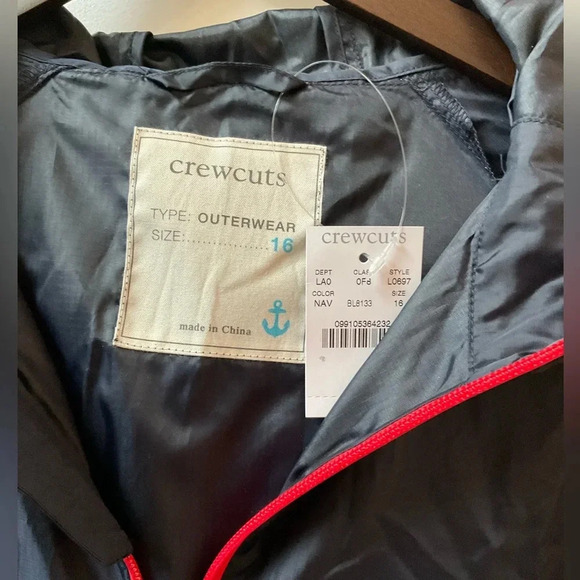 crewcuts
TYPE: OUTERWEAR
SIZE:..................16
made in China
crewcuts
DEPT CLAS STYLE
LA0 0F8 L0697
COLOR SIZE
NAV BL8133 16
099105364232